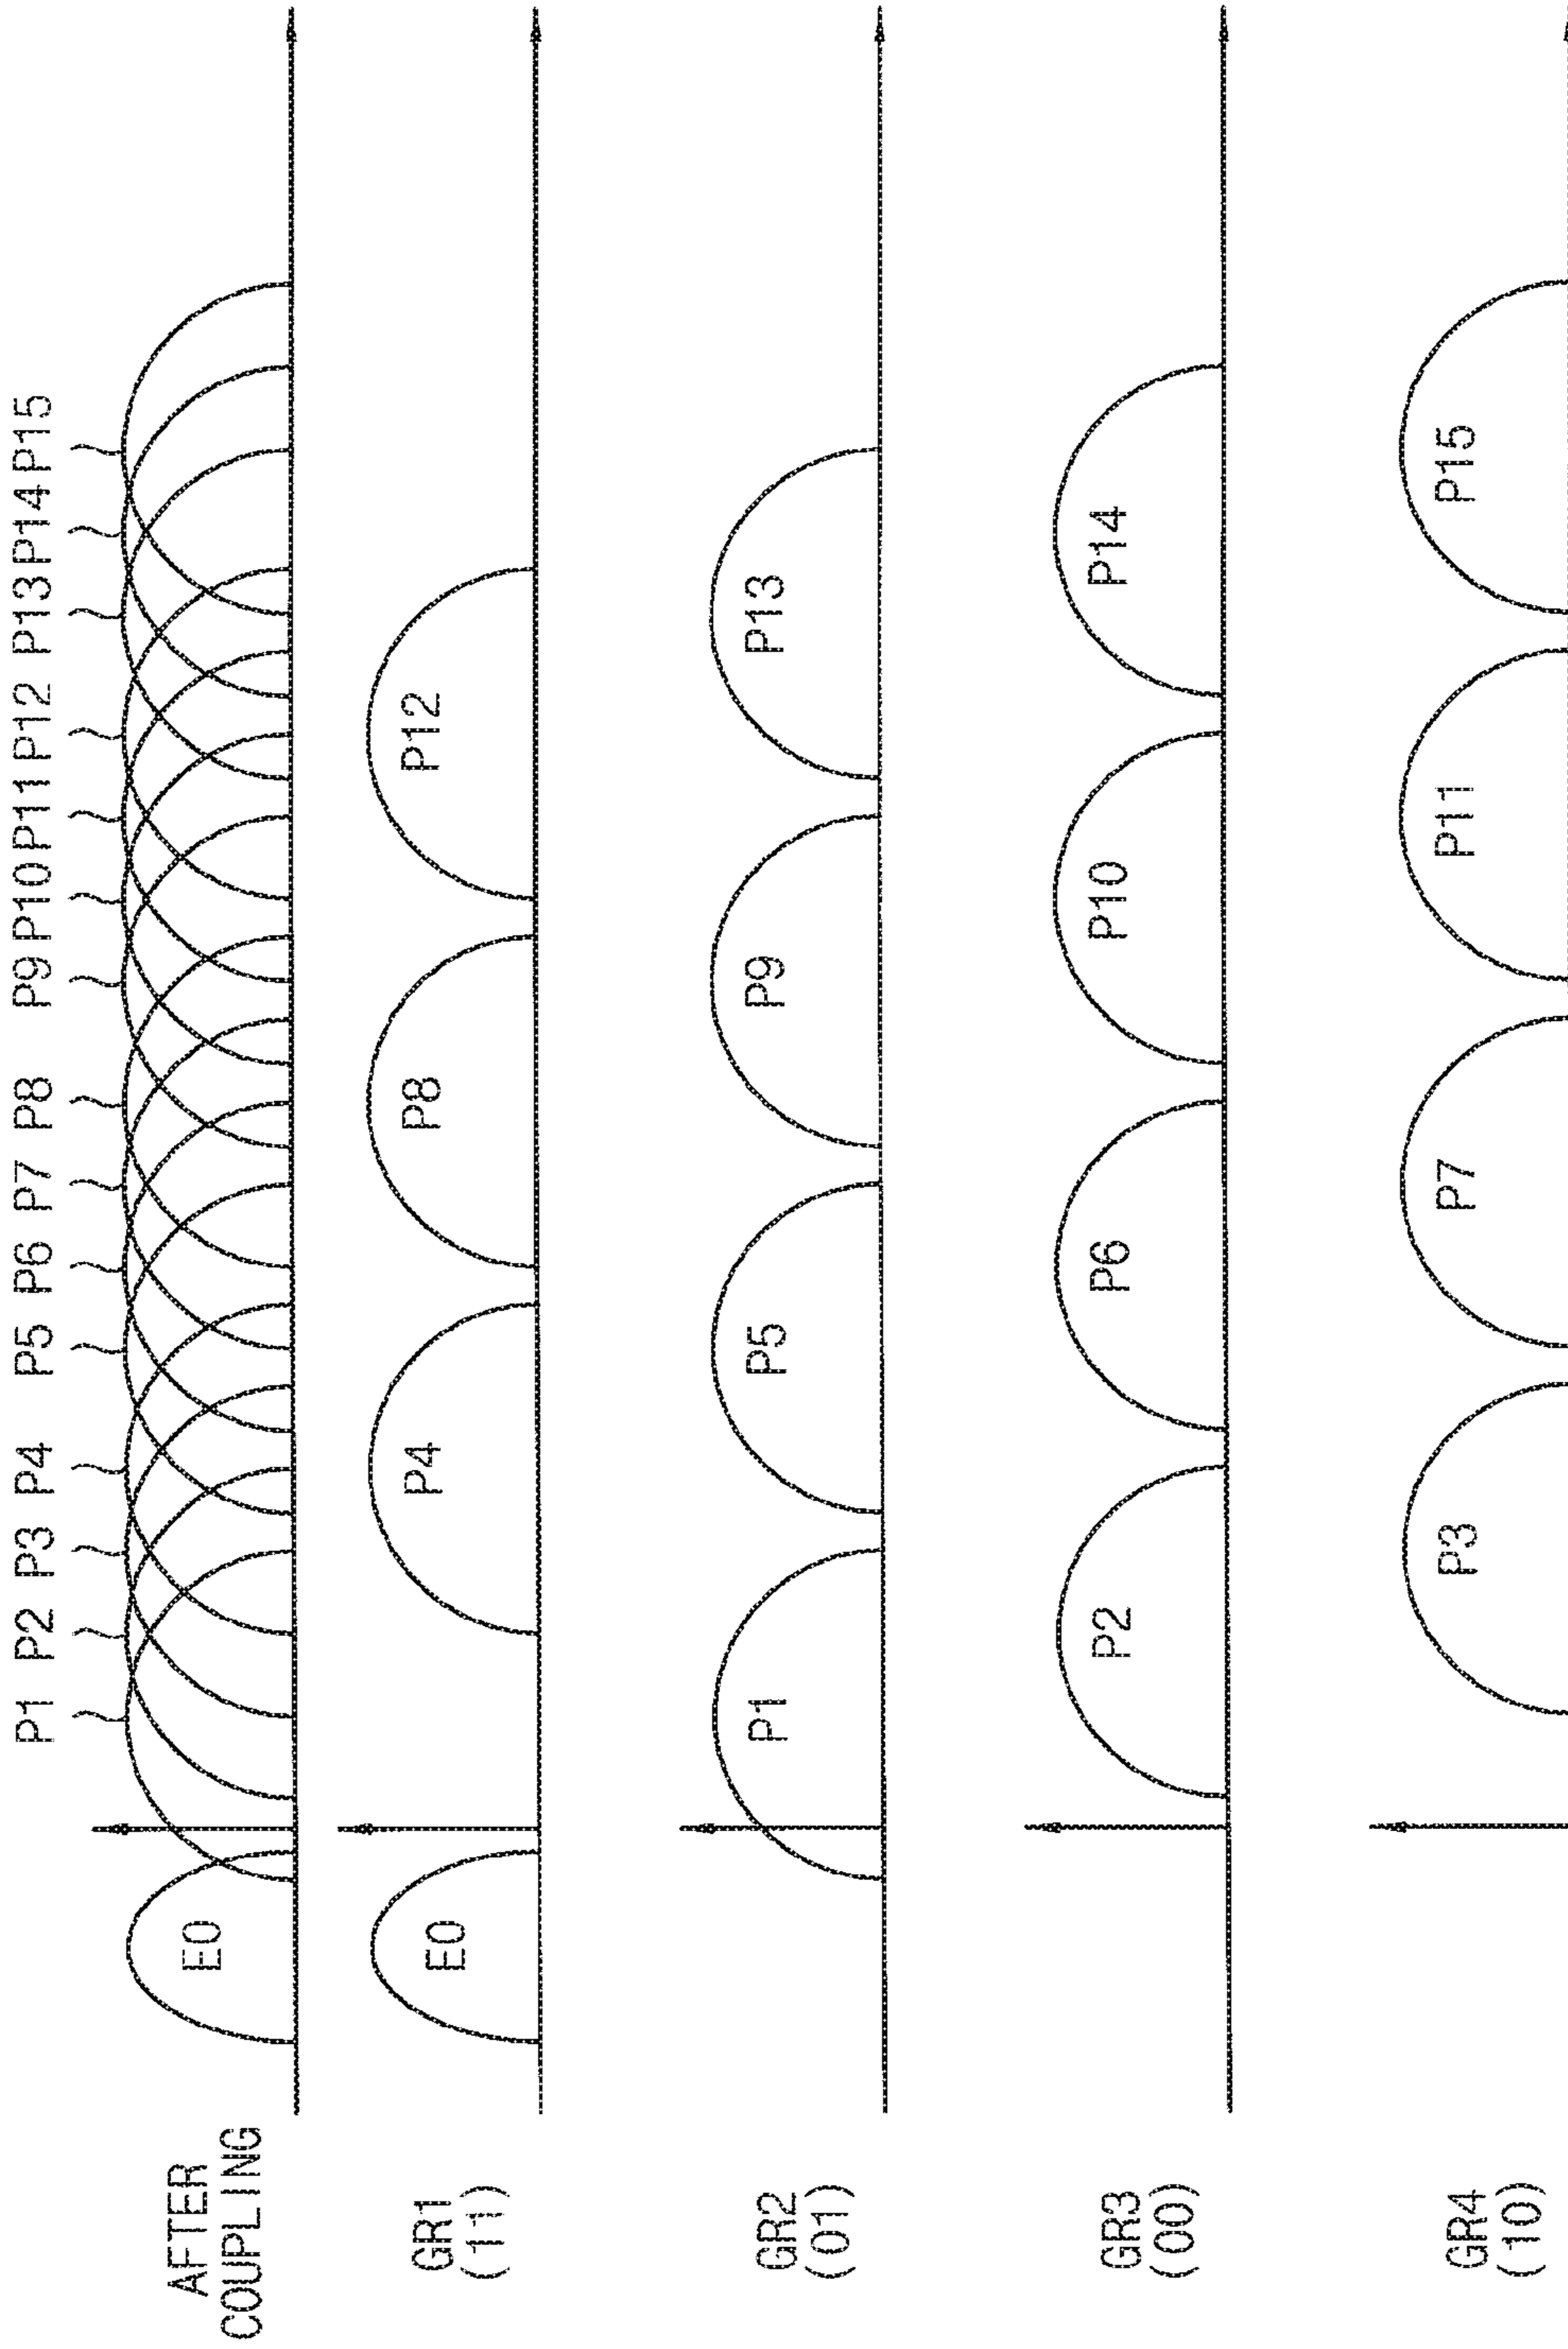 P1 P2 P3 P4 P5 P6 P7 P8 P9 P10 P11 P12 P13 P14 P15
AFTER
COUPLING
E0
GR1
(11)
E0 P4 P8 P12
GR2
(01)
P1 P5 P9 P13
GR3
(00)
P2 P6 P10 P14
GR4
(10)
P3 P7 P11 P15